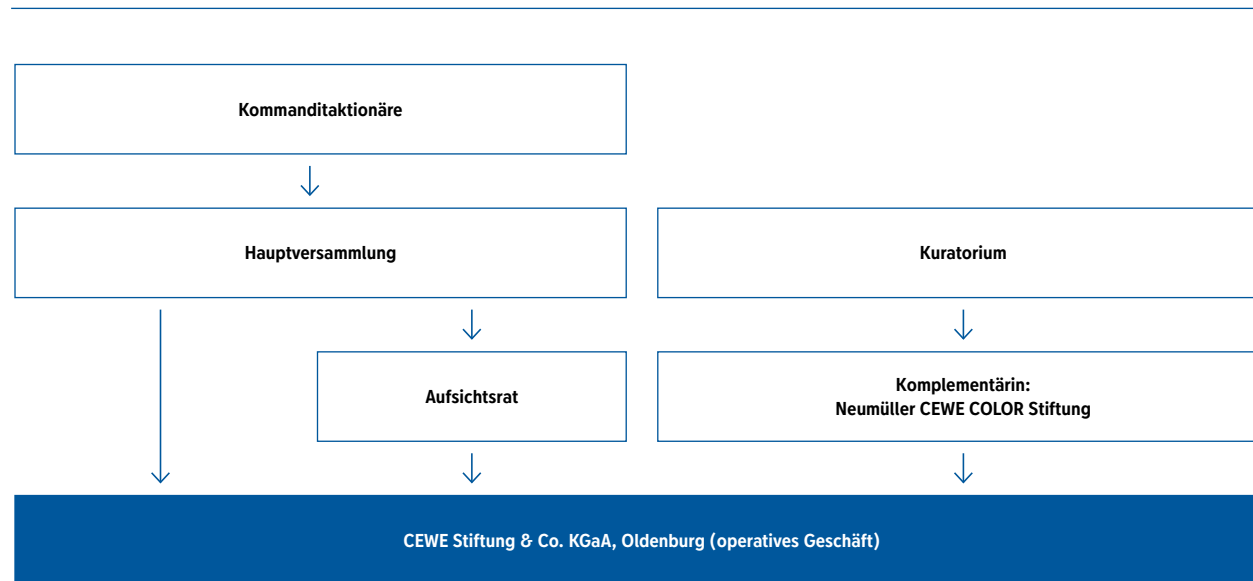 Kommanditaktionäre
Hauptversammlung
Kuratorium
Aufsichtsrat
Komplementärin:
Neumüller CEWE COLOR Stiftung
CEWE Stiftung & Co. KGaA, Oldenburg (operatives Geschäft)